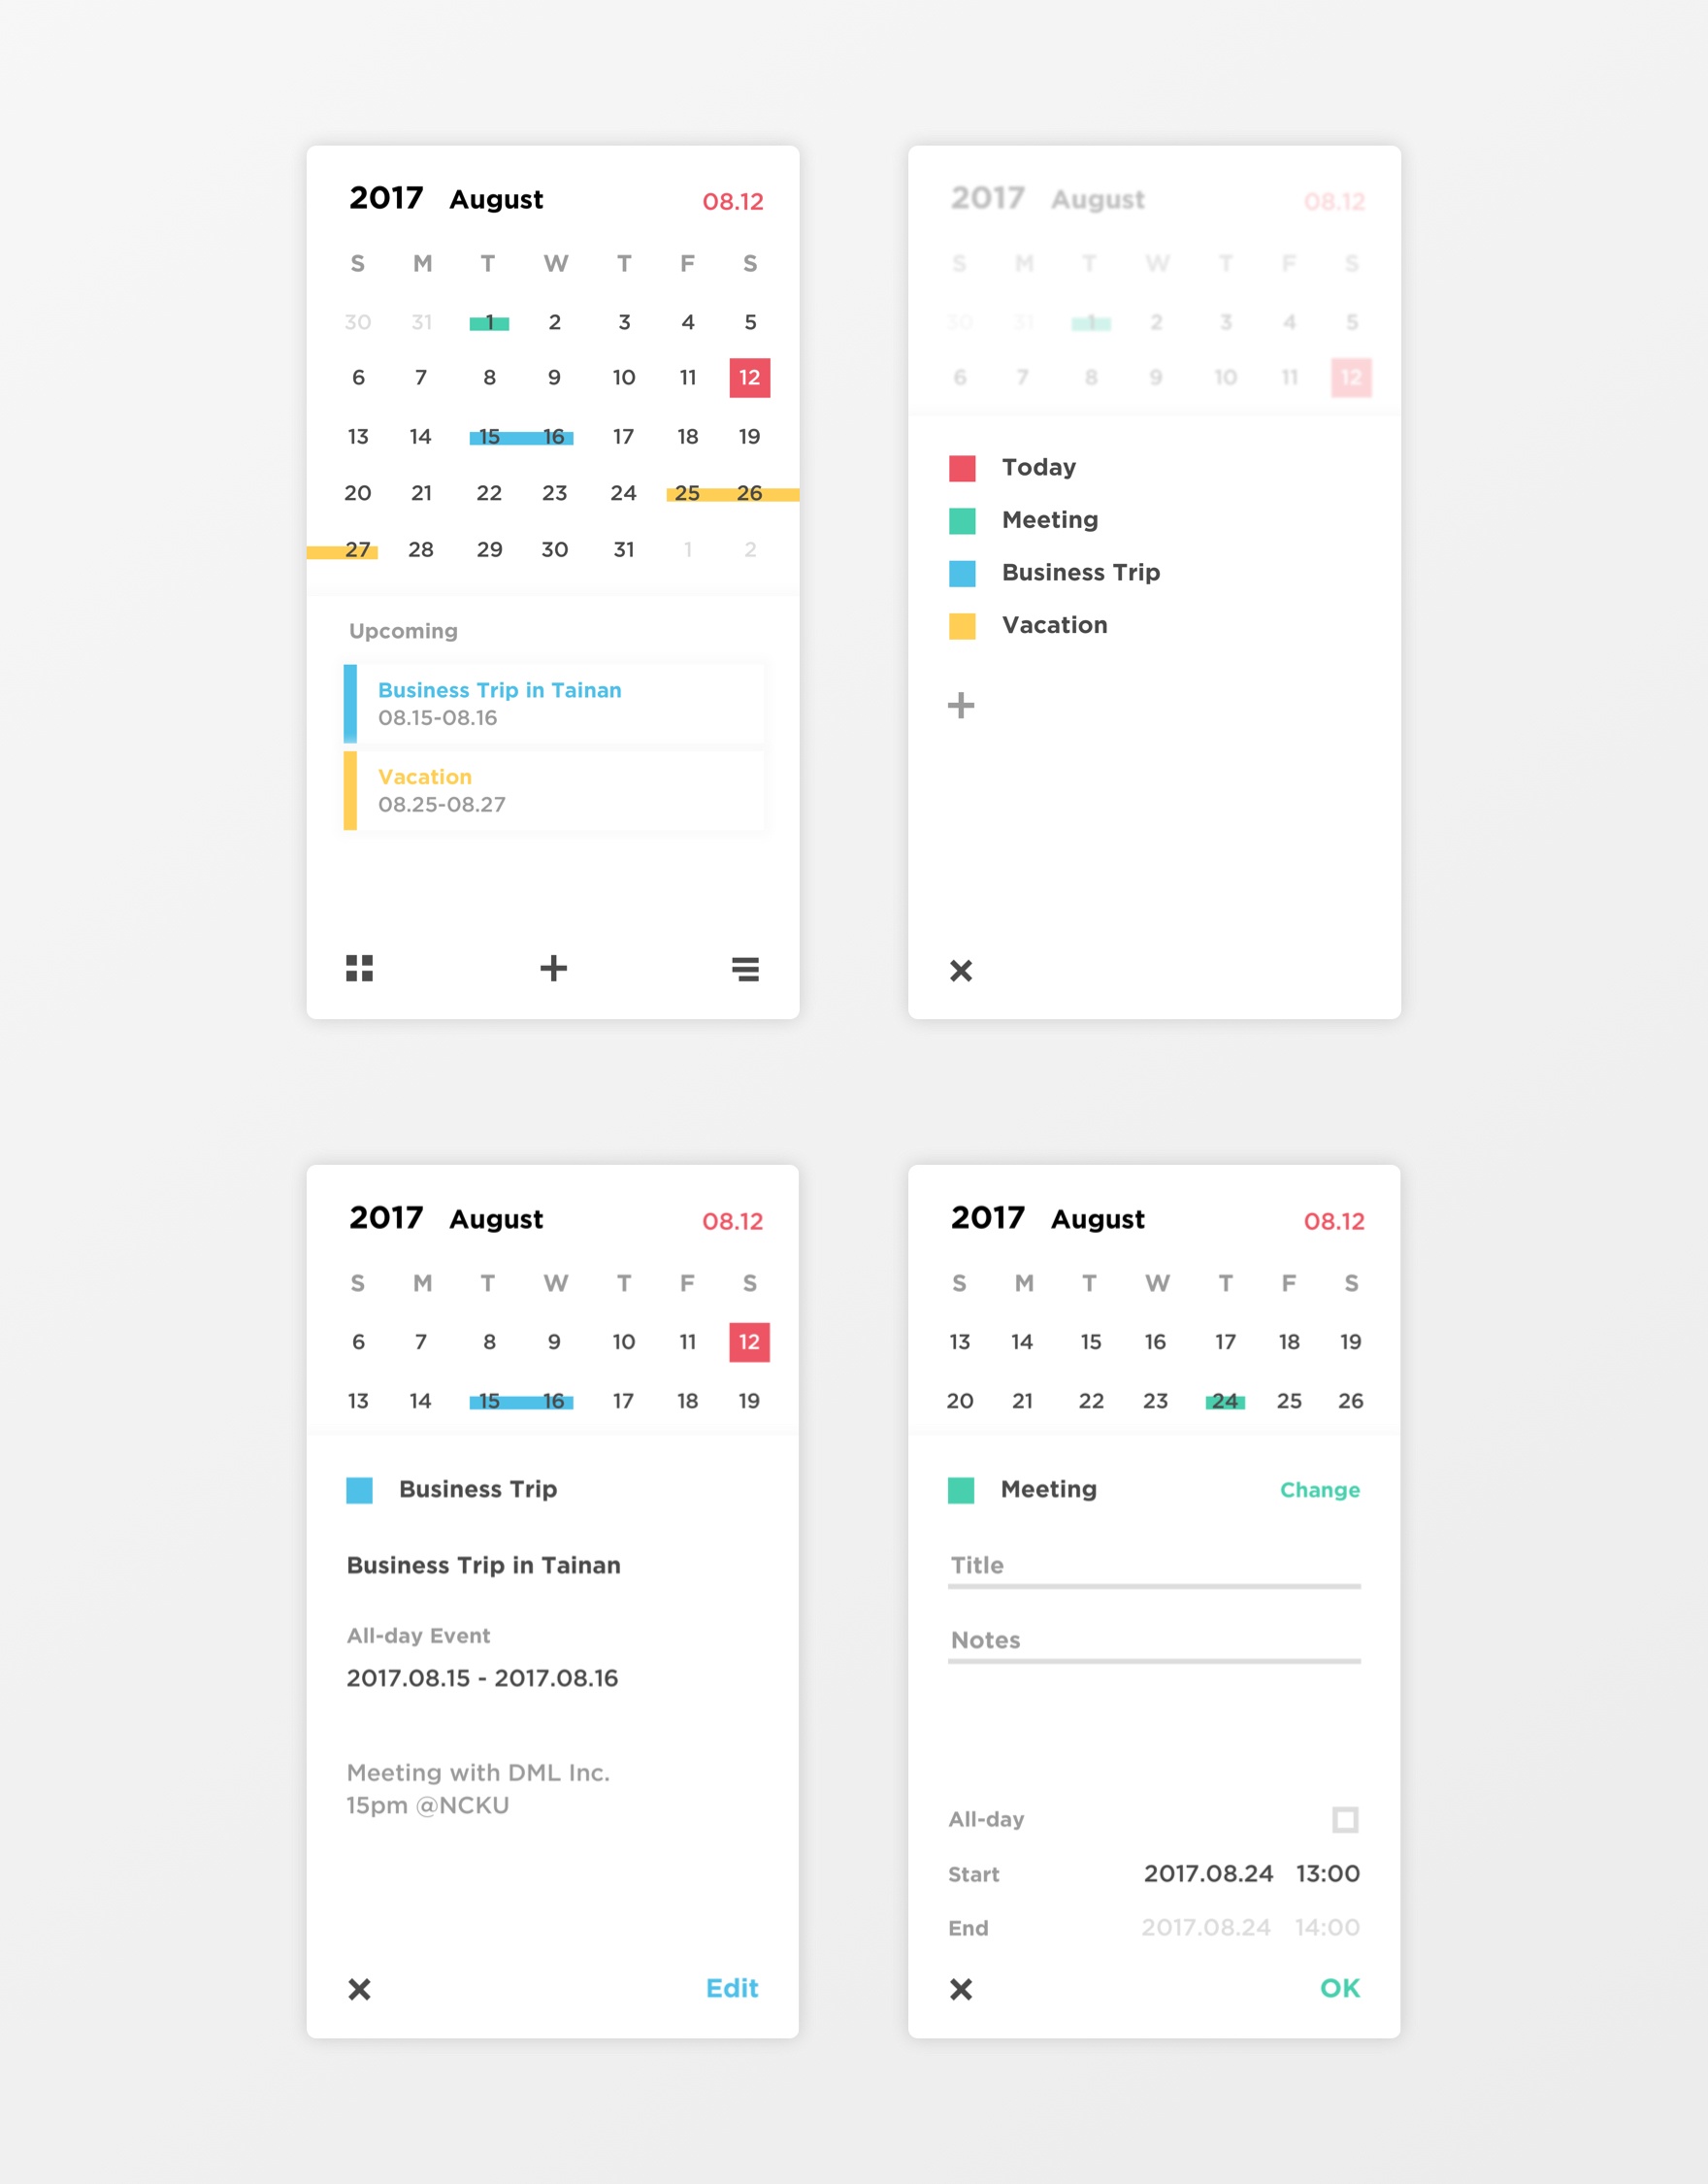 2017 August 08.12
S M T W T F S
30 31 1 2 3 4 5
6 7 8 9 10 11 12
13 14 15 16 17 18 19
20 21 22 23 24 25 26
27 28 29 30 31 1 2
Upcoming
Business Trip in Tainan
08.15-08.16
Vacation
08.25-08.27
2017 August 08.12
S M T W T F S
30 31 1 2 3 4 5
6 7 8 9 10 11 12
Today
Meeting
Business Trip
Vacation
2017 August 08.12
S M T W T F S
6 7 8 9 10 11 12
13 14 15 16 17 18 19
Business Trip
Business Trip in Tainan
All-day Event
2017.08.15 - 2017.08.16
Meeting with DML Inc.
15pm @NCKU
Edit
2017 August 08.12
S M T W T F S
13 14 15 16 17 18 19
20 21 22 23 24 25 26
Meeting Change
Title
Notes
All-day
Start 2017.08.24 13:00
End 2017.08.24 14:00
OK